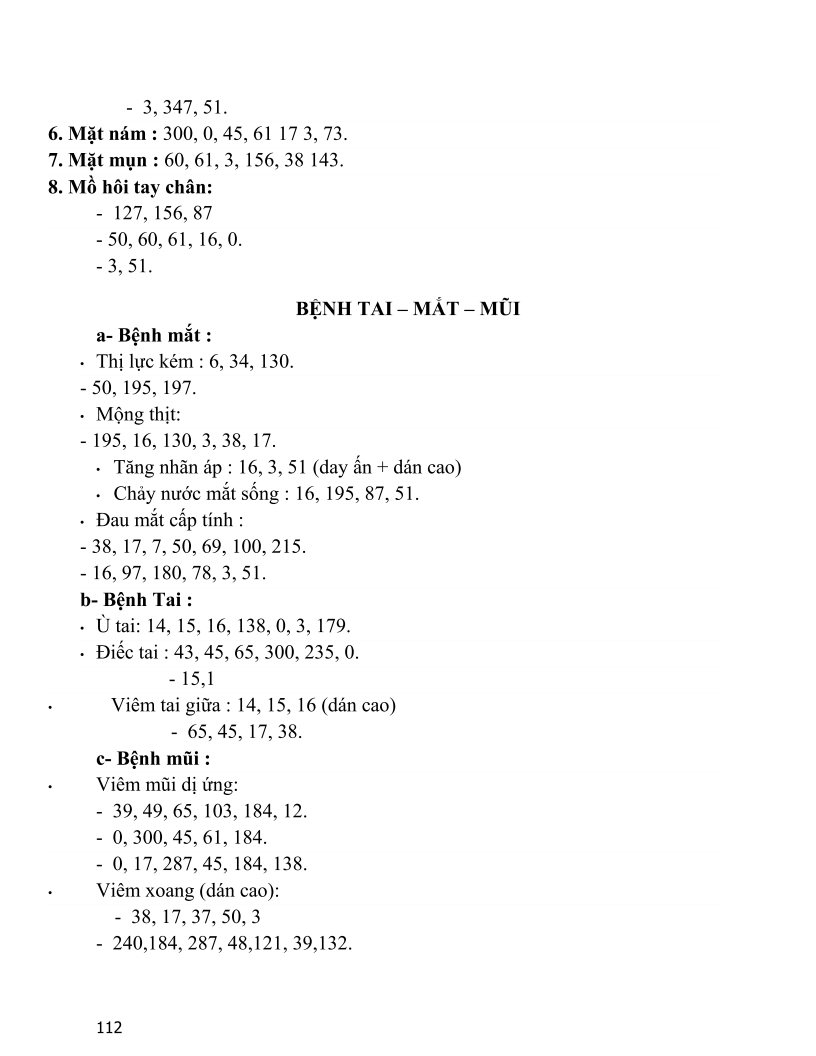 - 3, 347, 51.
6. Mặt nám : 300, 0, 45, 61 17 3, 73.
7. Mặt mụn : 60, 61, 3, 156, 38 143.
8. Mồ hôi tay chân:
- 127, 156, 87
- 50, 60, 61, 16, 0.
- 3, 51.
BỆNH TAI – MẮT – MŨI
a- Bệnh mắt :
• Thị lực kém : 6, 34, 130.
- 50, 195, 197.
• Mộng thịt:
- 195, 16, 130, 3, 38, 17.
• Tăng nhãn áp : 16, 3, 51 (day ấn + dán cao)
• Chảy nước mắt sống : 16, 195, 87, 51.
• Đau mắt cấp tính :
- 38, 17, 7, 50, 69, 100, 215.
- 16, 97, 180, 78, 3, 51.
b- Bệnh Tai :
• Ù tai: 14, 15, 16, 138, 0, 3, 179.
• Điếc tai : 43, 45, 65, 300, 235, 0.
- 15,1
• Viêm tai giữa : 14, 15, 16 (dán cao)
- 65, 45, 17, 38.
c- Bệnh mũi :
• Viêm mũi dị ứng:
- 39, 49, 65, 103, 184, 12.
- 0, 300, 45, 61, 184.
- 0, 17, 287, 45, 184, 138.
• Viêm xoang (dán cao):
- 38, 17, 37, 50, 3
- 240,184, 287, 48,121, 39,132.
112